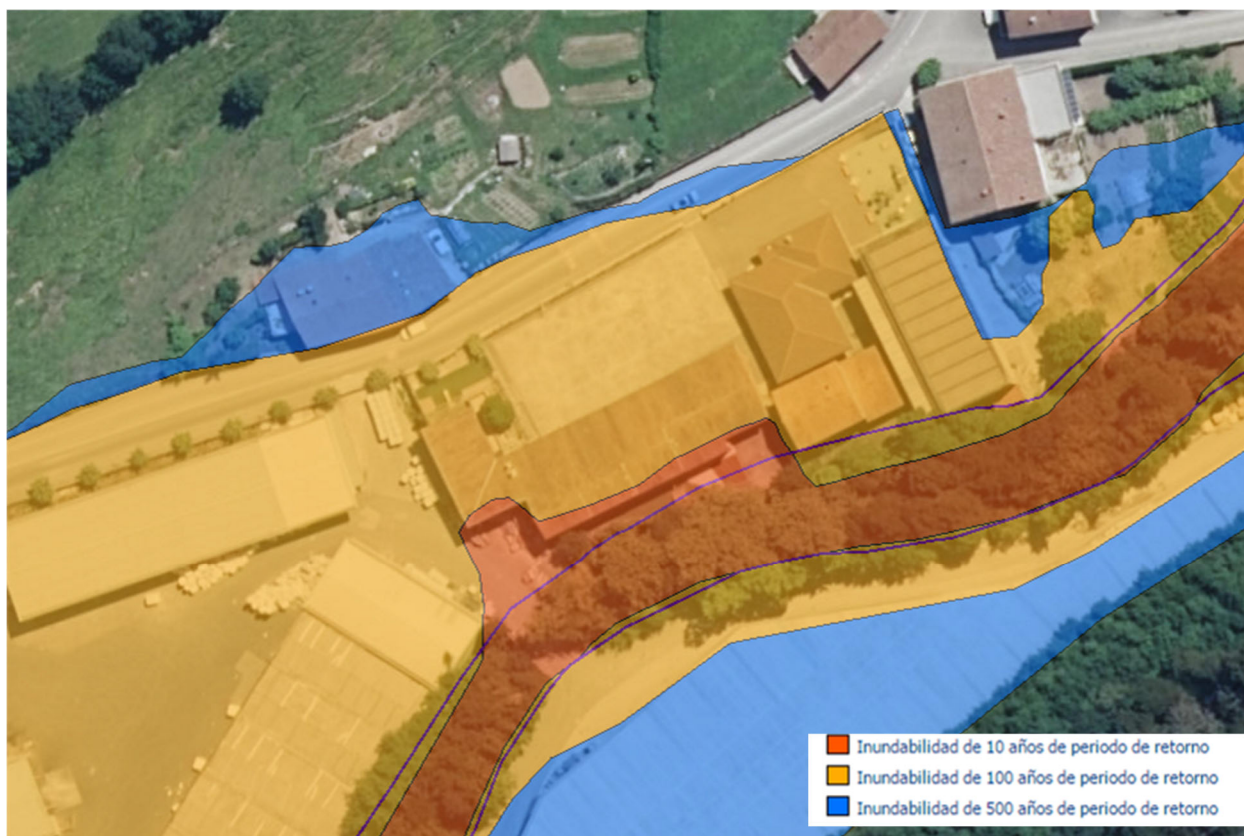 Inundabilidad de 10 años de periodo de retorno
Inundabilidad de 100 años de periodo de retorno
Inundabilidad de 500 años de periodo de retorno